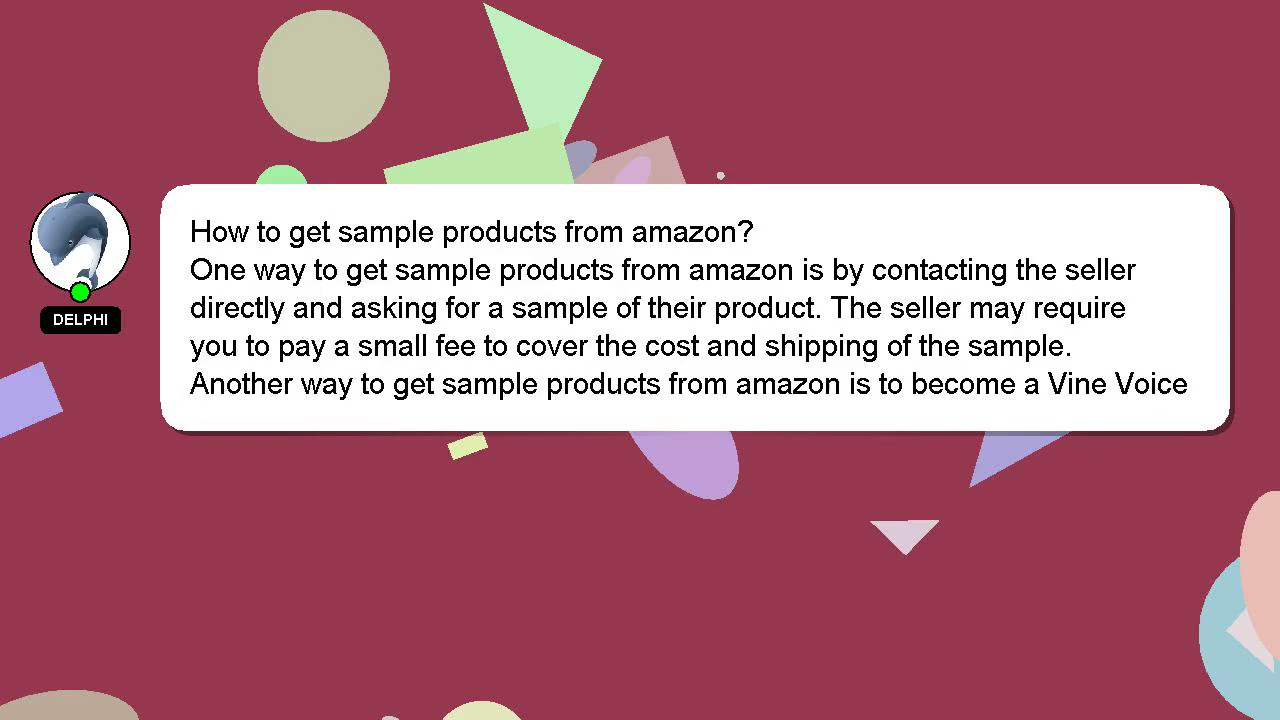 How to get sample products from amazon?
One way to get sample products from amazon is by contacting the seller
directly and asking for a sample of their product. The seller may require
you to pay a small fee to cover the cost and shipping of the sample.
Another way to get sample products from amazon is to become a Vine Voice
DELPHI